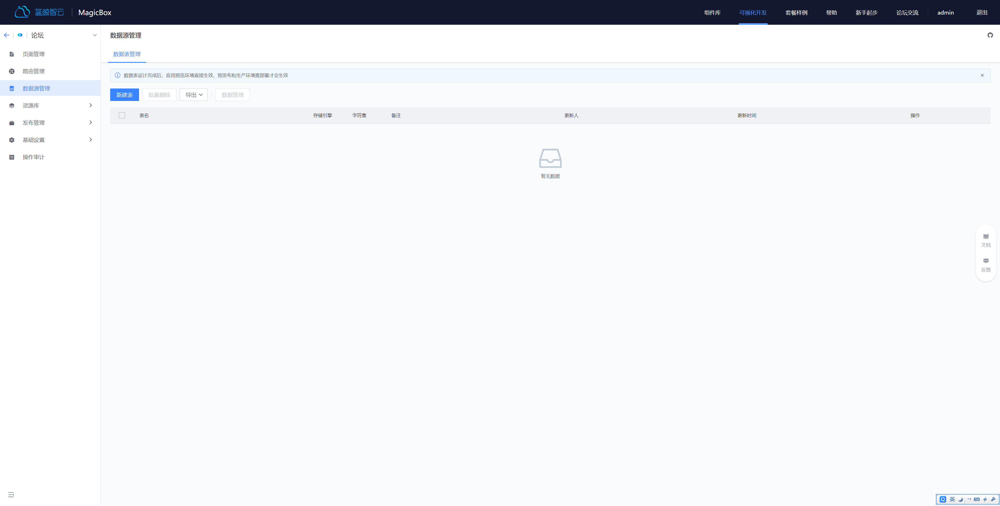 蓝鲸智云 MagicBox 组件库 可视化开发 套餐样例 帮助 新手起步 论坛交流 admin 退出
论坛 数据源管理
页面管理 数据表管理
路由管理 数据表设计完成后，应用预览环境直接生效，预发布和生产环境需部署才会生效
数据源管理 新建表 批量删除 导出 数据管理
资源库
表名 存储引擎 字符集 备注 更新人 更新时间 操作
发布管理
基础设置
操作审计
暂无数据
文档
反馈
英